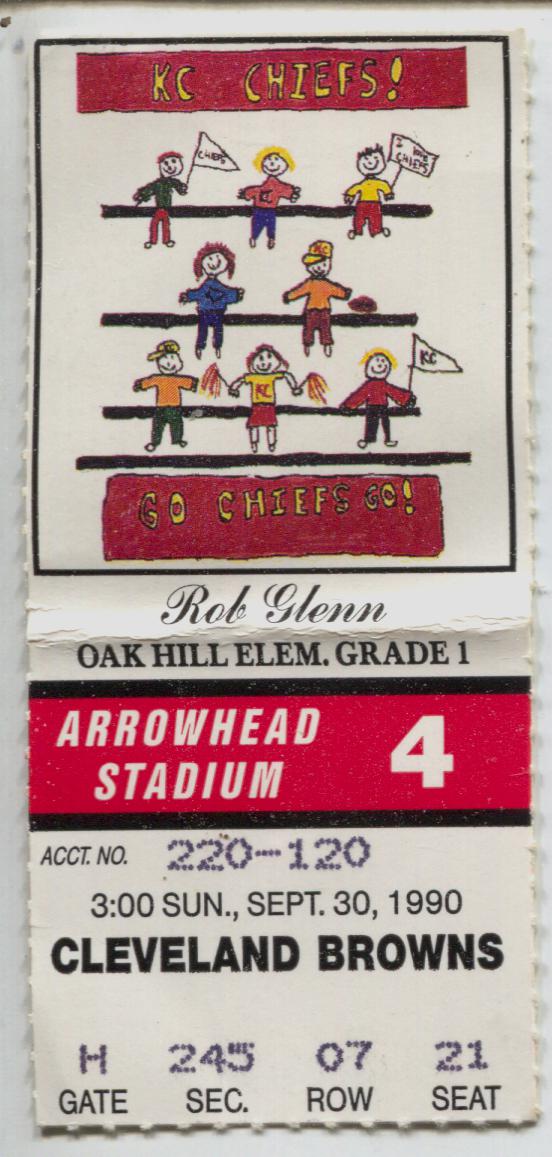 KC CHIEFS!
CHIEFS
I LOVE CHIEFS
KC
KC
KC
GO CHIEFS GO!
Rob Glenn
OAK HILL ELEM. GRADE 1
ARROWHEAD STADIUM 4
ACCT. NO. 220-120
3:00 SUN., SEPT. 30, 1990
CLEVELAND BROWNS
H 245 07 21
GATE SEC. ROW SEAT